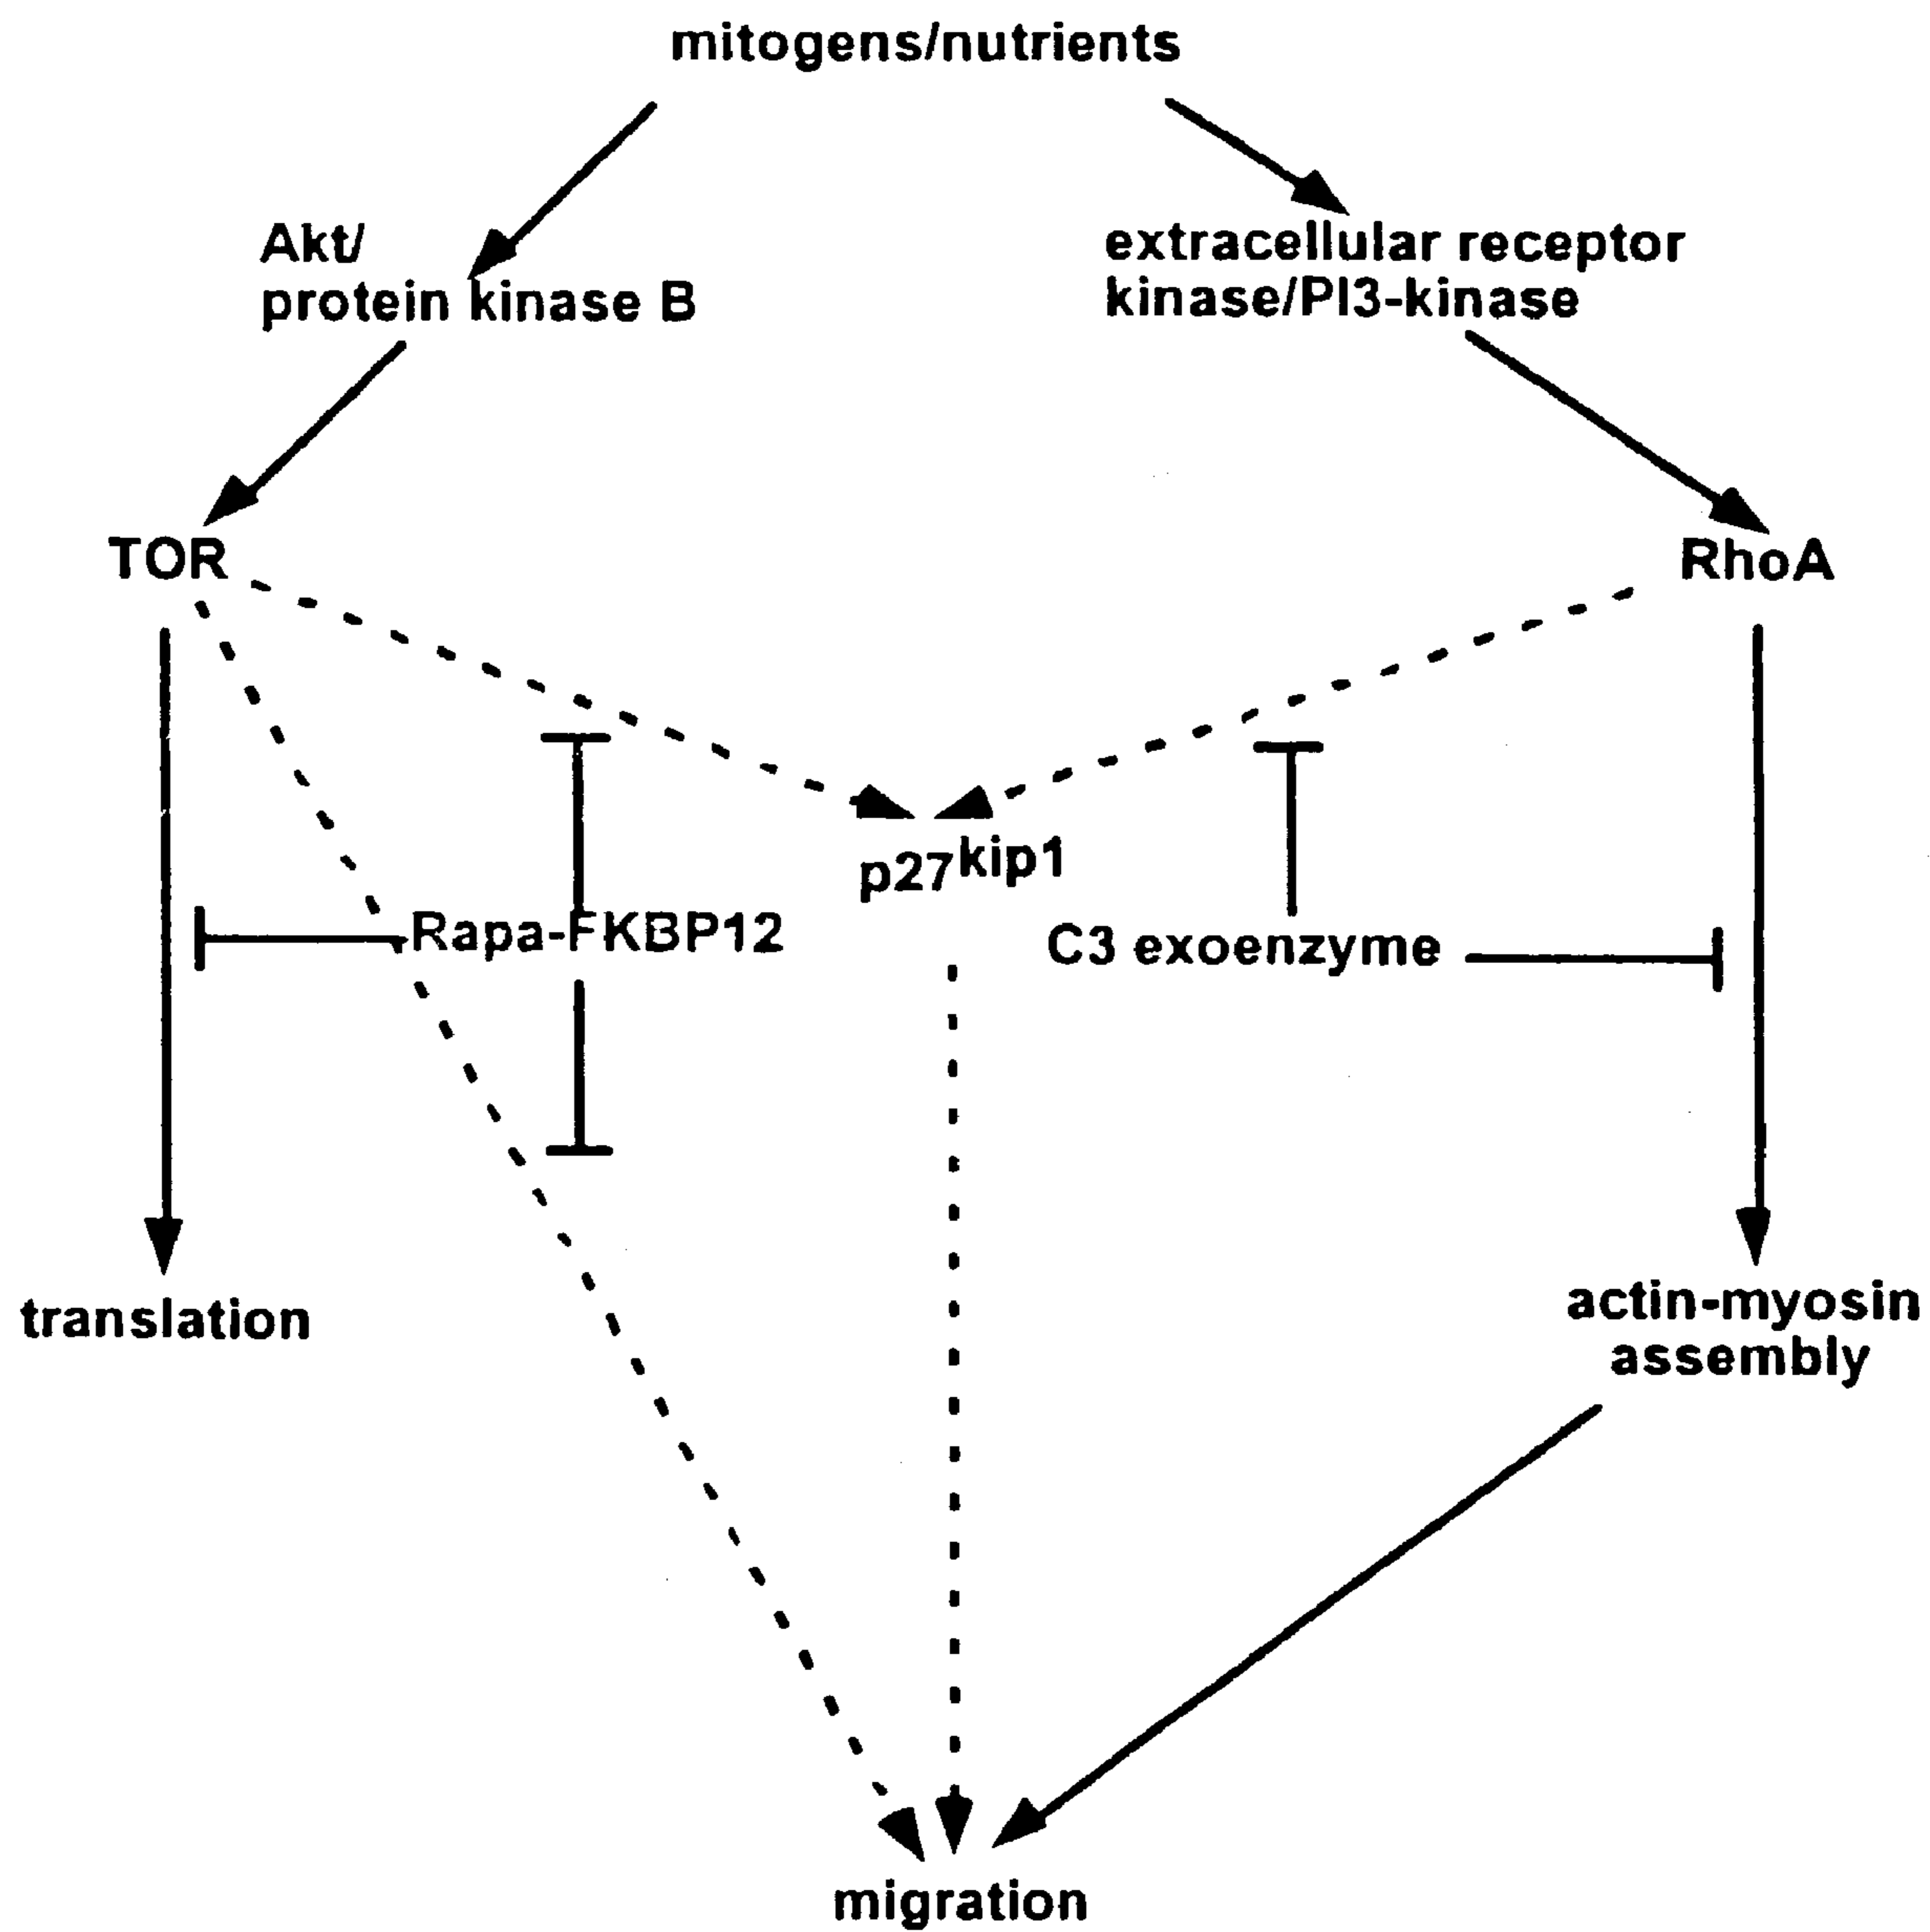 mitogens/nutrients
Akt/
protein kinase B
extracellular receptor
kinase/PI3-kinase
TOR
RhoA
p27kip1
Rapa-FKBP12
C3 exoenzyme
translation
actin-myosin
assembly
migration